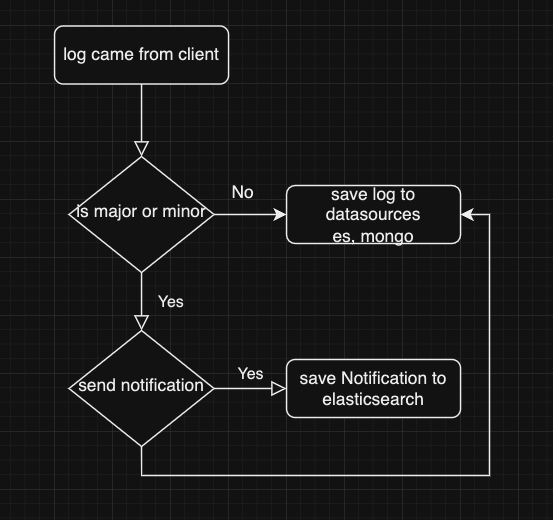 log came from client
is major or minor
No
save log to
datasources
es, mongo
Yes
send notification
Yes
save Notification to
elasticsearch